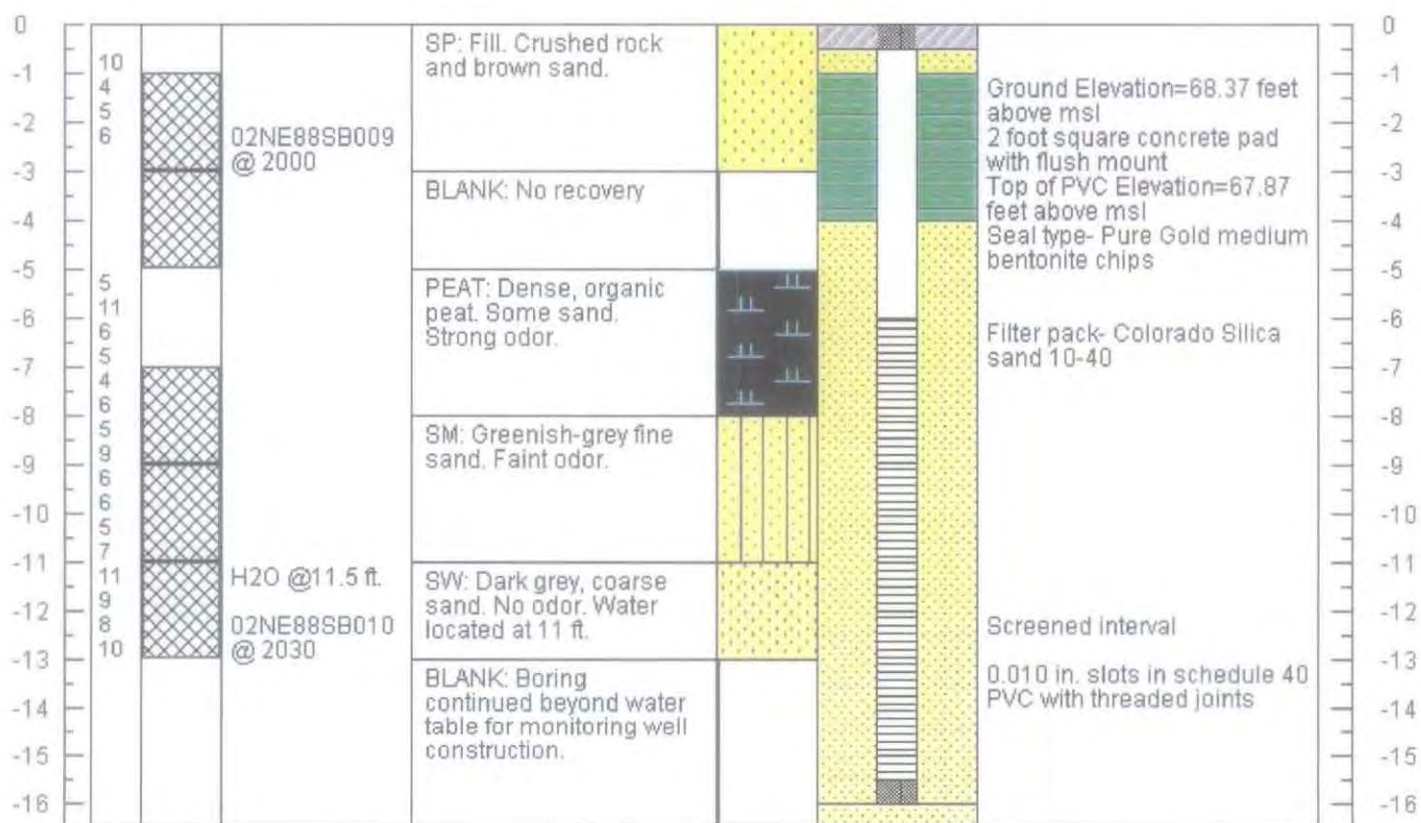 0
-1
-2
-3
-4
-5
-6
-7
-8
-9
-10
-11
-12
-13
-14
-15
-16
10
4
5
6
5
11
6
5
4
6
5
9
6
6
5
7
11
9
8
10
02NE88SB009
@ 2000
H2O @11.5 ft.
02NE88SB010
@ 2030
SP: Fill. Crushed rock
and brown sand.
BLANK: No recovery
PEAT: Dense, organic
peat. Some sand.
Strong odor.
SM: Greenish-grey fine
sand. Faint odor.
SW: Dark grey, coarse
sand. No odor. Water
located at 11 ft.
BLANK: Boring
continued beyond water
table for monitoring well
construction.
Ground Elevation=68.37 feet
above msl
2 foot square concrete pad
with flush mount
Top of PVC Elevation=67.87
feet above msl
Seal type- Pure Gold medium
bentonite chips
Filter pack- Colorado Silica
sand 10-40
Screened interval
0.010 in. slots in schedule 40
PVC with threaded joints
0
-1
-2
-3
-4
-5
-6
-7
-8
-9
-10
-11
-12
-13
-14
-15
-16